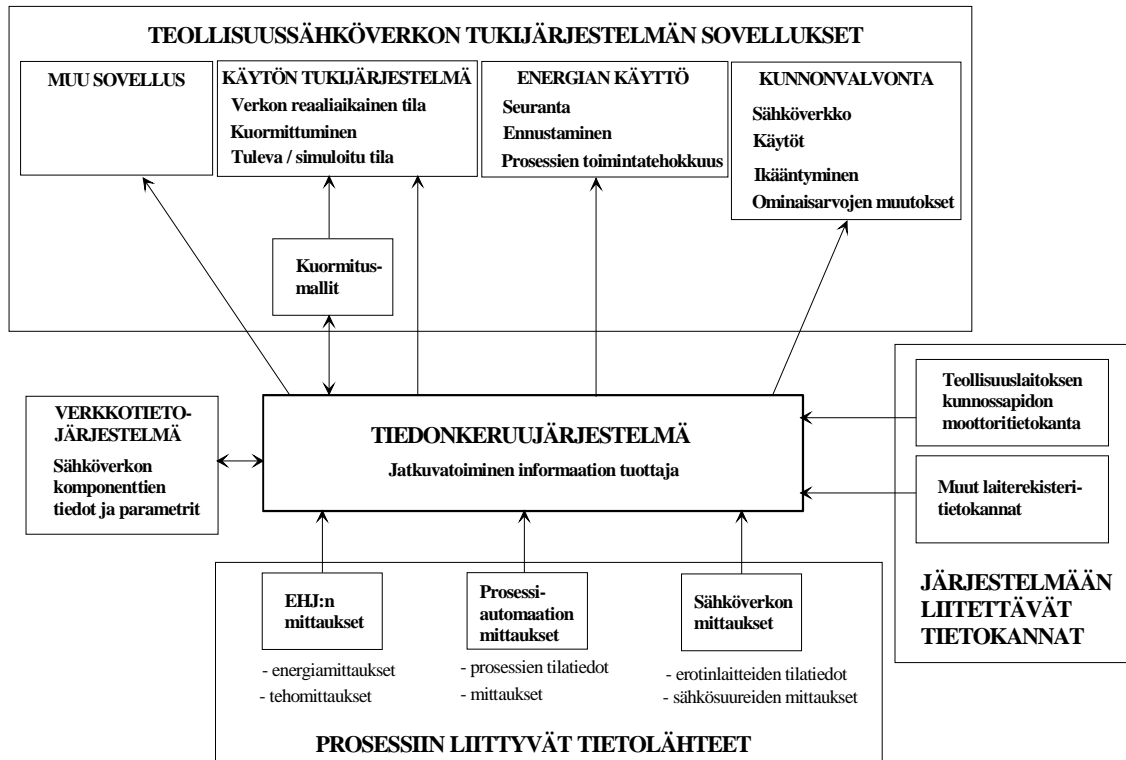 TEOLLISUUSSÄHKÖVERKON TUKIJÄRJESTELMÄN SOVELLUKSET
MUU SOVELLUS
KÄYTÖN TUKIJÄRJESTELMÄ
Verkon reaaliaikainen tila
Kuormittuminen
Tuleva / simuloitu tila
ENERGIAN KÄYTTÖ
Seuranta
Ennustaminen
Prosessien toimintatehokkuus
KUNNONVALVONTA
Sähköverkko
Käytöt
Ikääntyminen
Ominaisarvojen muutokset
Kuormitus-
mallit
VERKKOTIETO-
JÄRJESTELMÄ
Sähköverkon
komponenttien
tiedot ja parametrit
TIEDONKERUUJÄRJESTELMÄ
Jatkuvatoiminen informaation tuottaja
Teollisuuslaitoksen
kunnossapidon
moottoritietokanta
Muut laiterekisteri-
tietokannat
JÄRJESTELMÄÄN
LIITETTÄVÄT
TIETOKANNAT
EHJ:n
mittaukset
- energiamittaukset
- tehomittaukset
Prosessi-
automaation
mittaukset
- prosessien tilatiedot
- mittaukset
Sähköverkon
mittaukset
- erotinlaitteiden tilatiedot
- sähkösuureiden mittaukset
PROSESSIIN LIITTYVÄT TIETOLÄHTEET